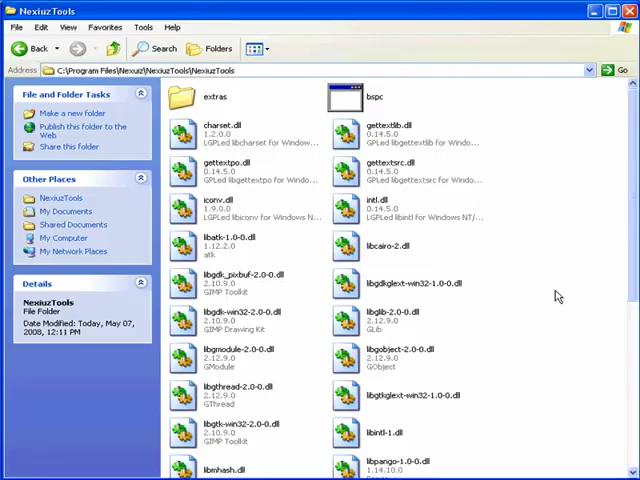 NexiuzTools
File Edit View Favorites Tools Help
Back Search Folders
Address C:\Program Files\Nexuiz\NexiuzTools\NexiuzTools Go
File and Folder Tasks
Make a new folder
Publish this folder to the
Web
Share this folder
Other Places
NexiuzTools
My Documents
Shared Documents
My Computer
My Network Places
Details
NexiuzTools
File Folder
Date Modified: Today, May 07,
2008, 12:11 PM
extras
bspc
charset.dll
1.2.0.0
LGPLed libcharset for Window...
gettextlib.dll
0.14.5.0
LGPLed libgettextlib for Windo...
gettextpo.dll
0.14.5.0
LGPLed libgettextpo for Windo...
gettextsrc.dll
0.14.5.0
LGPLed libgettextsrc for Windo...
iconv.dll
1.9.0.0
LGPLed libiconv for Windows N...
intl.dll
0.14.5.0
LGPLed libintl for Windows NT/...
libatk-1.0-0.dll
1.12.2.0
atk
libcairo-2.dll
libgdk_pixbuf-2.0-0.dll
2.10.9.0
GIMP Toolkit
libgdkglext-win32-1.0-0.dll
libgdk-win32-2.0-0.dll
2.10.9.0
GIMP Drawing Kit
libglib-2.0-0.dll
2.12.9.0
GLib
libgmodule-2.0-0.dll
2.12.9.0
GModule
libgobject-2.0-0.dll
2.12.9.0
GObject
libgthread-2.0-0.dll
2.12.9.0
GThread
libgtkglext-win32-1.0-0.dll
libgtk-win32-2.0-0.dll
2.10.9.0
GIMP Toolkit
libintl-1.dll
libmhash.dll
libpango-1.0-0.dll
1.14.10.0